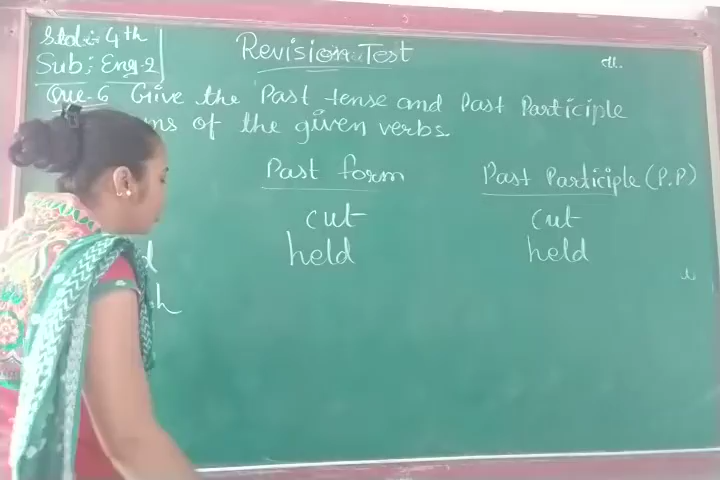 Std :- 4th
Sub : Eng-2
Revision Test
Que-6 Give the Past tense and Past Participle
of the given verbs.
Past form Past Participle (P.P)
cut cut
held held